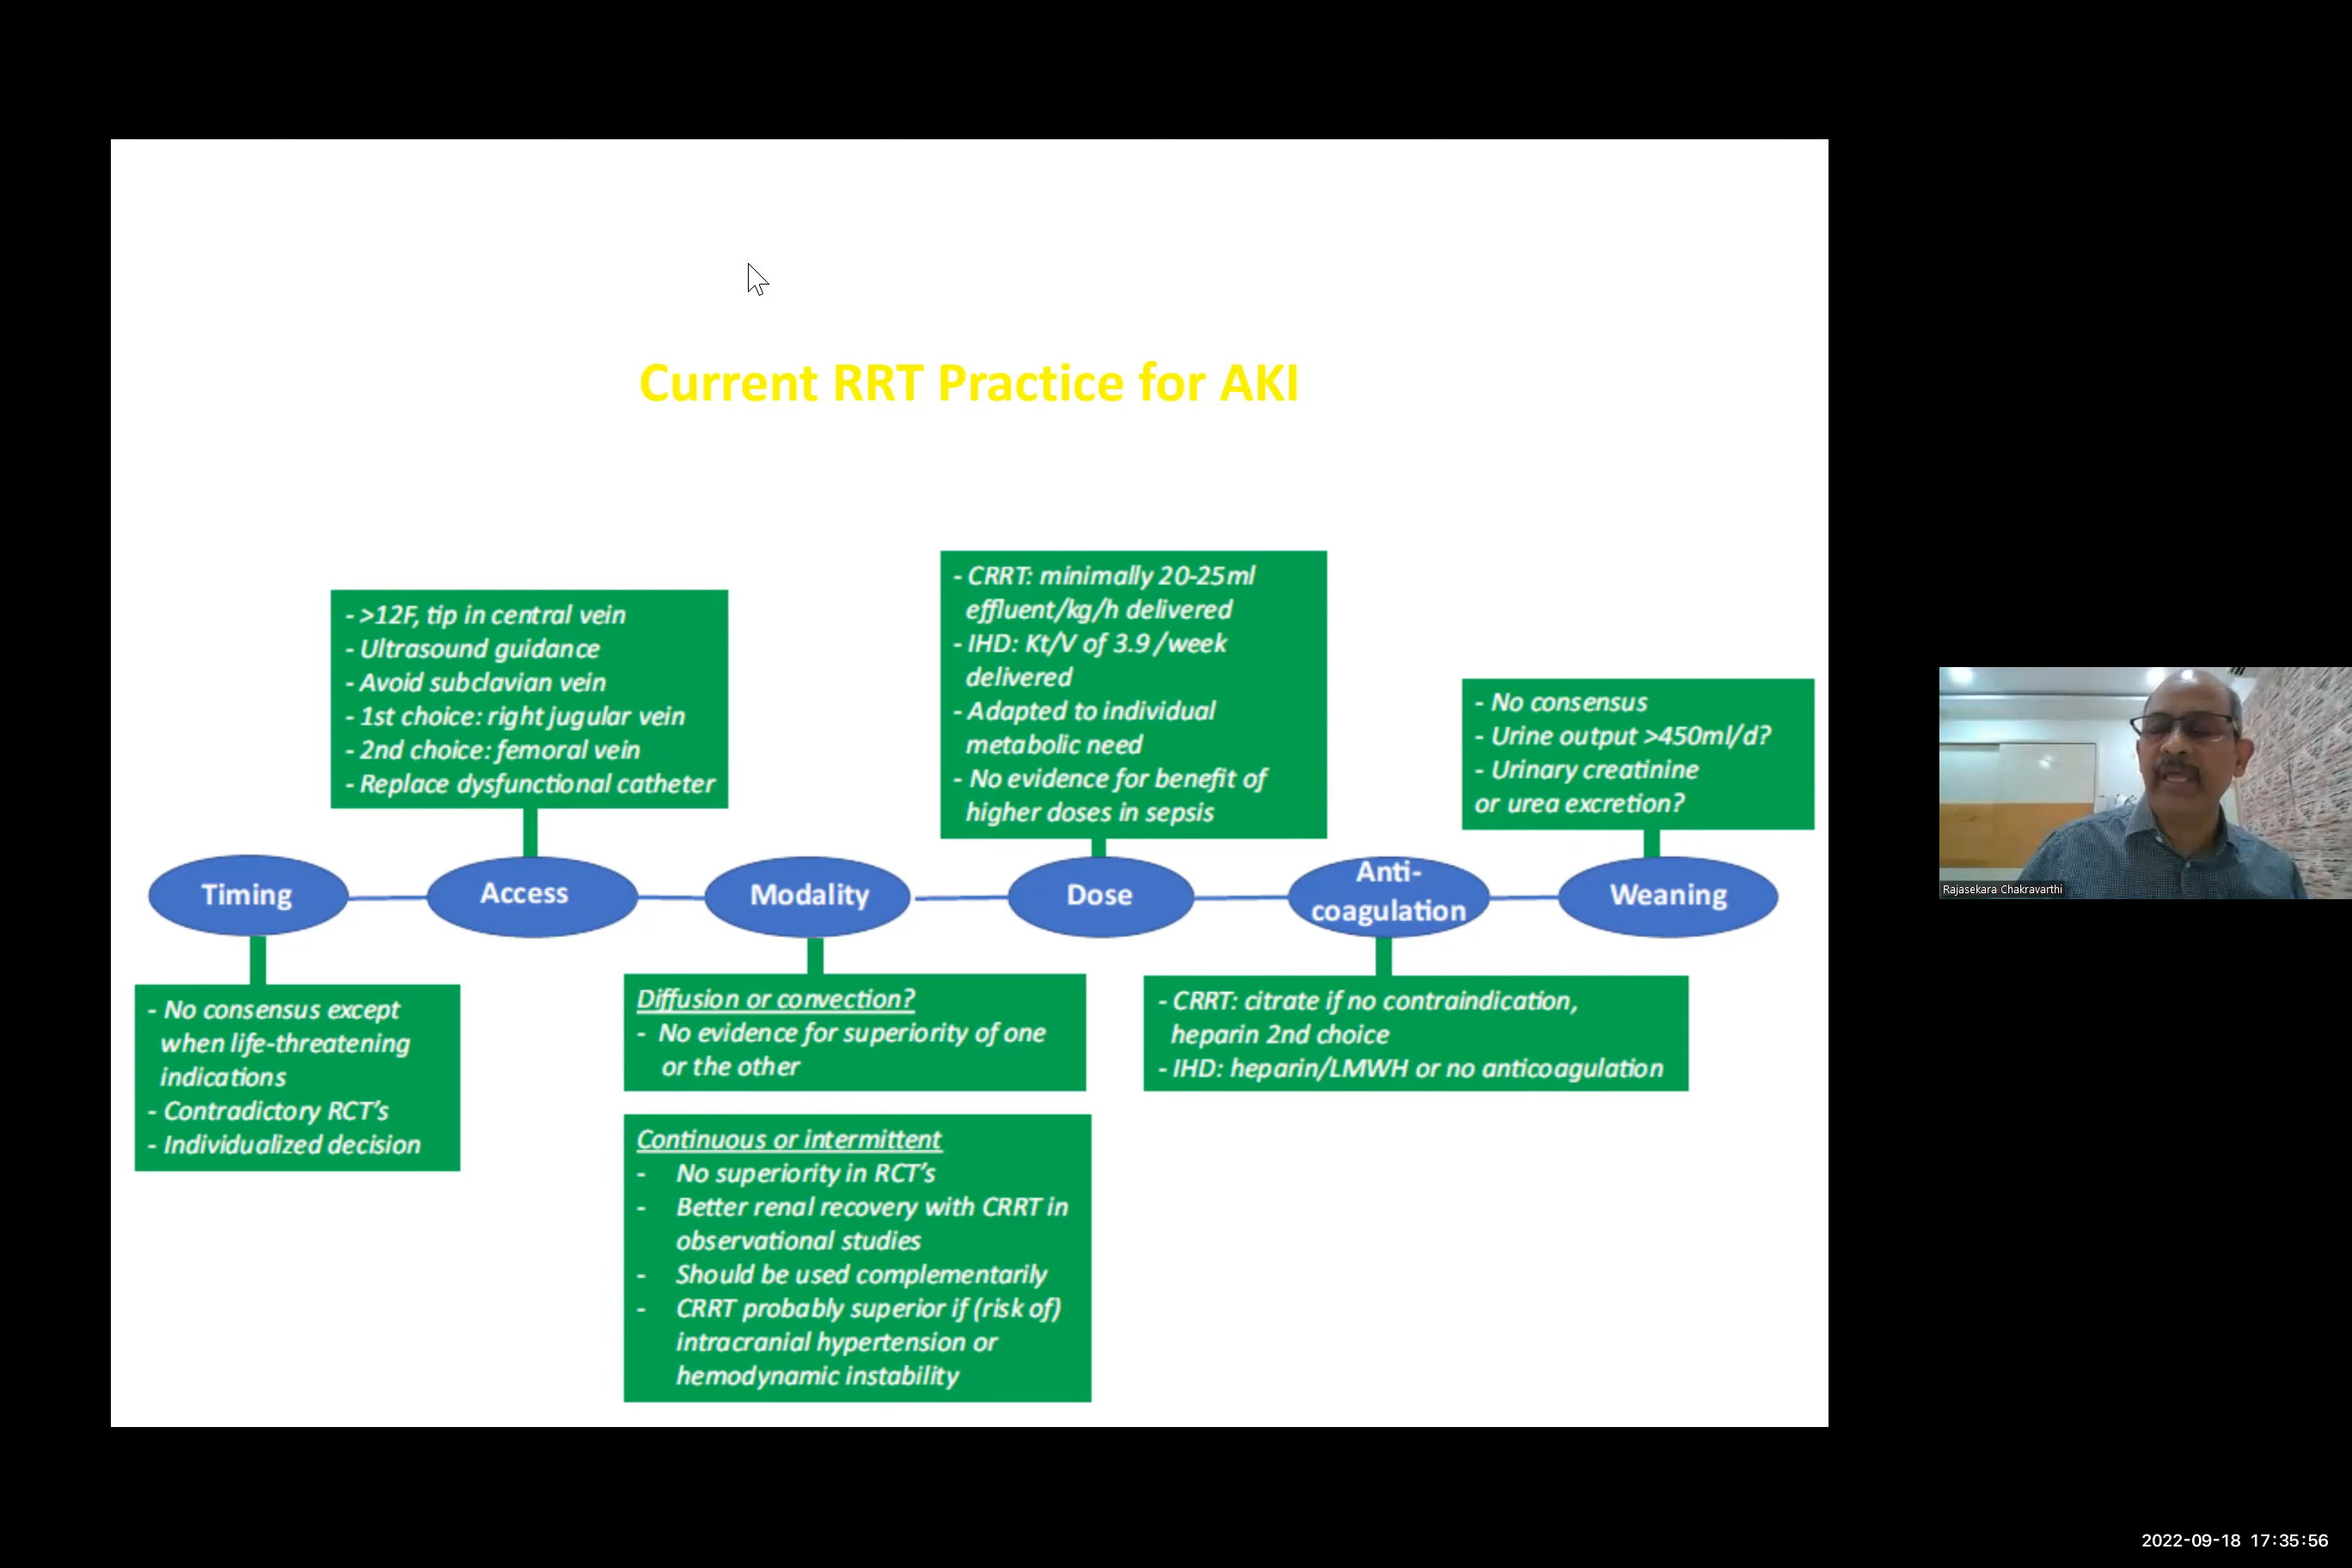 Current RRT Practice for AKI
- >12F, tip in central vein
- Ultrasound guidance
- Avoid subclavian vein
- 1st choice: right jugular vein
- 2nd choice: femoral vein
- Replace dysfunctional catheter
- CRRT: minimally 20-25ml
effluent/kg/h delivered
- IHD: Kt/V of 3.9 /week
delivered
- Adapted to individual
metabolic need
- No evidence for benefit of
higher doses in sepsis
- No consensus
- Urine output >450ml/d?
- Urinary creatinine
or urea excretion?
Timing
Access
Modality
Dose
Anti-
coagulation
Weaning
- No consensus except
when life-threatening
indications
- Contradictory RCT's
- Individualized decision
Diffusion or convection?
- No evidence for superiority of one
or the other
Continuous or intermittent
- No superiority in RCT's
- Better renal recovery with CRRT in
observational studies
- Should be used complementarily
- CRRT probably superior if (risk of)
intracranial hypertension or
hemodynamic instability
- CRRT: citrate if no contraindication,
heparin 2nd choice
- IHD: heparin/LMWH or no anticoagulation
Rajasekara Chakravarthi
2022-09-18 17:35:56